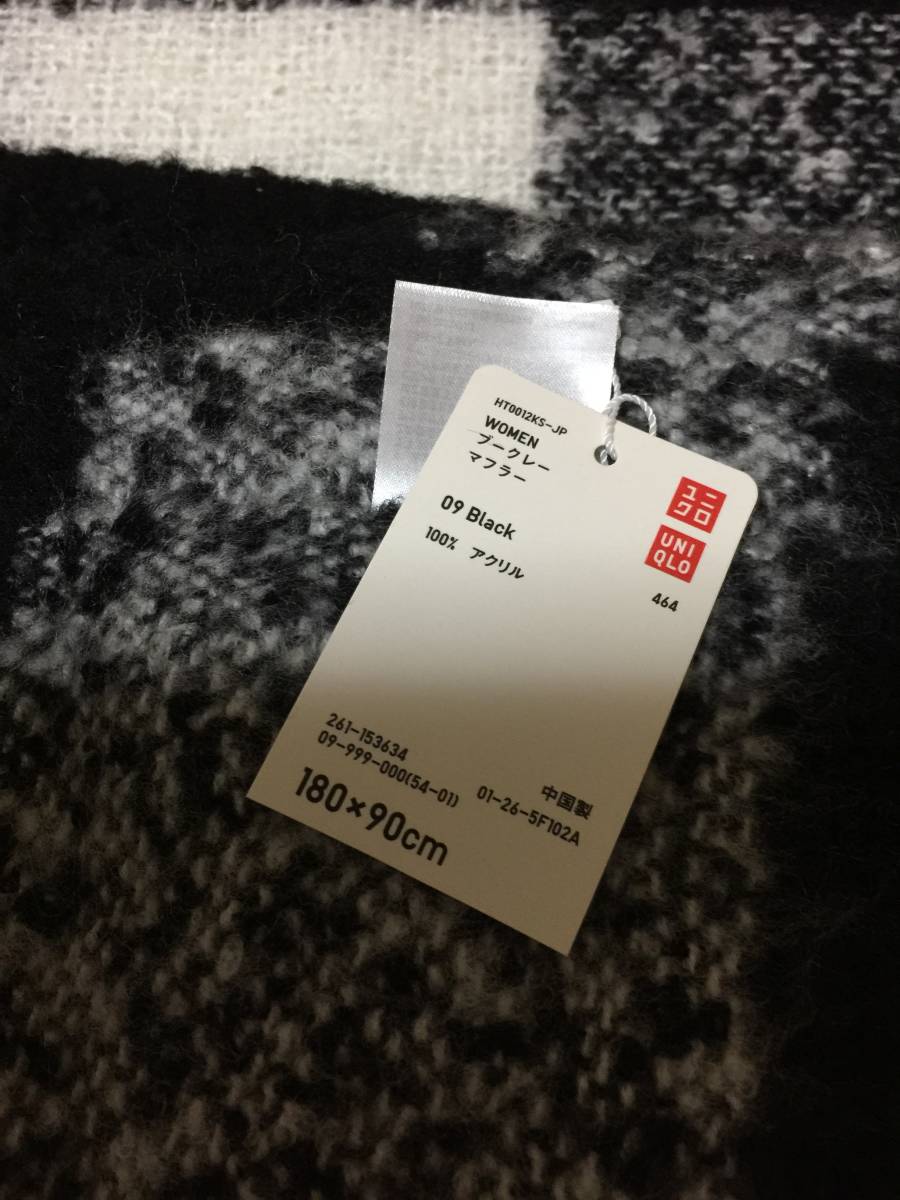 HT0012KS-JP
WOMEN
ブークレー
マフラー
ユニ
クロ
UNI
QLO
09 Black
100% アクリル
464
261-153634
09-999-000(54-01)
中国製
01-26-5F102A
180×90cm